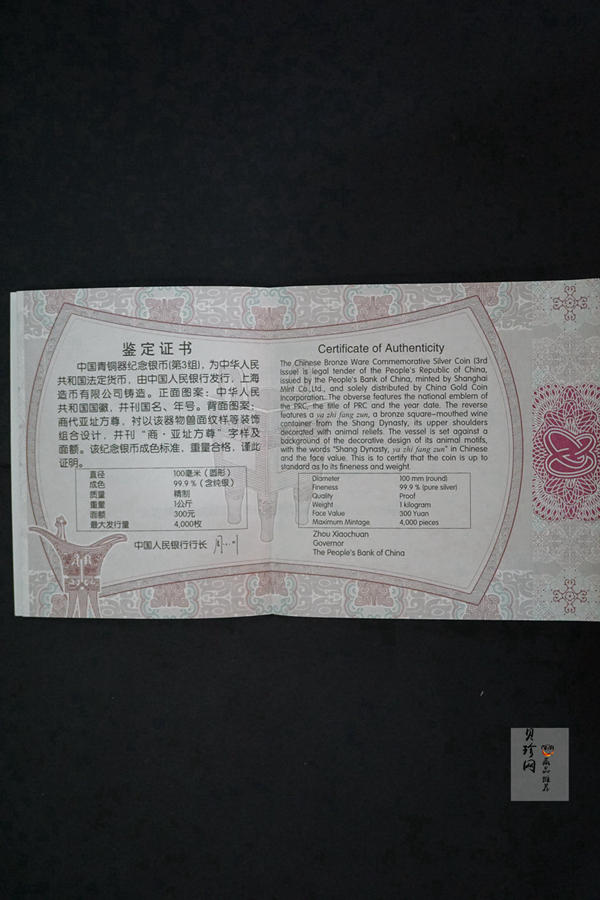 鉴定证书
中国青铜器纪念银币(第3组)，为中华人民
共和国法定货币，由中国人民银行发行，上海
造币有限公司铸造。正面图案：中华人民
共和国国徽，并刊国名、年号。背面图案：
商代亚址方尊，衬以该器物兽面纹样等装饰
组合设计，并刊“商·亚址方尊”字样及
面额。该纪念银币成色标准，重量合格，谨此
证明。
直径 100毫米（圆形）
成色 99.9％（含纯银）
质量 精制
重量 1公斤
面额 300元
最大发行量 4,000枚
中国人民银行行长
Certificate of Authenticity
The Chinese Bronze Ware Commemorative Silver Coin (3rd
Issue) is legal tender of the People's Republic of China,
issued by the People's Bank of China, minted by Shanghai
Mint Co.,Ltd., and solely distributed by China Gold Coin
Incorporation. The obverse features the national emblem of
the PRC, the title of PRC and the year date. The reverse
features a ya zhi fang zun, a bronze square-mouthed wine
container from the Shang Dynasty, its upper shoulders
decorated with animal reliefs. The vessel is set against a
background of the decorative design of its animal motifs,
with the words "Shang Dynasty, ya zhi fang zun" in Chinese
and the face value. This is to certify that the coin is up to
standard as to its fineness and weight.
Diameter 100 mm (round)
Fineness 99.9 % (pure silver)
Quality Proof
Weight 1 kilogram
Face Value 300 Yuan
Maximum Mintage 4,000 pieces
Zhou Xiaochuan
Governor
The People's Bank of China
贝珍网
藏品推荐